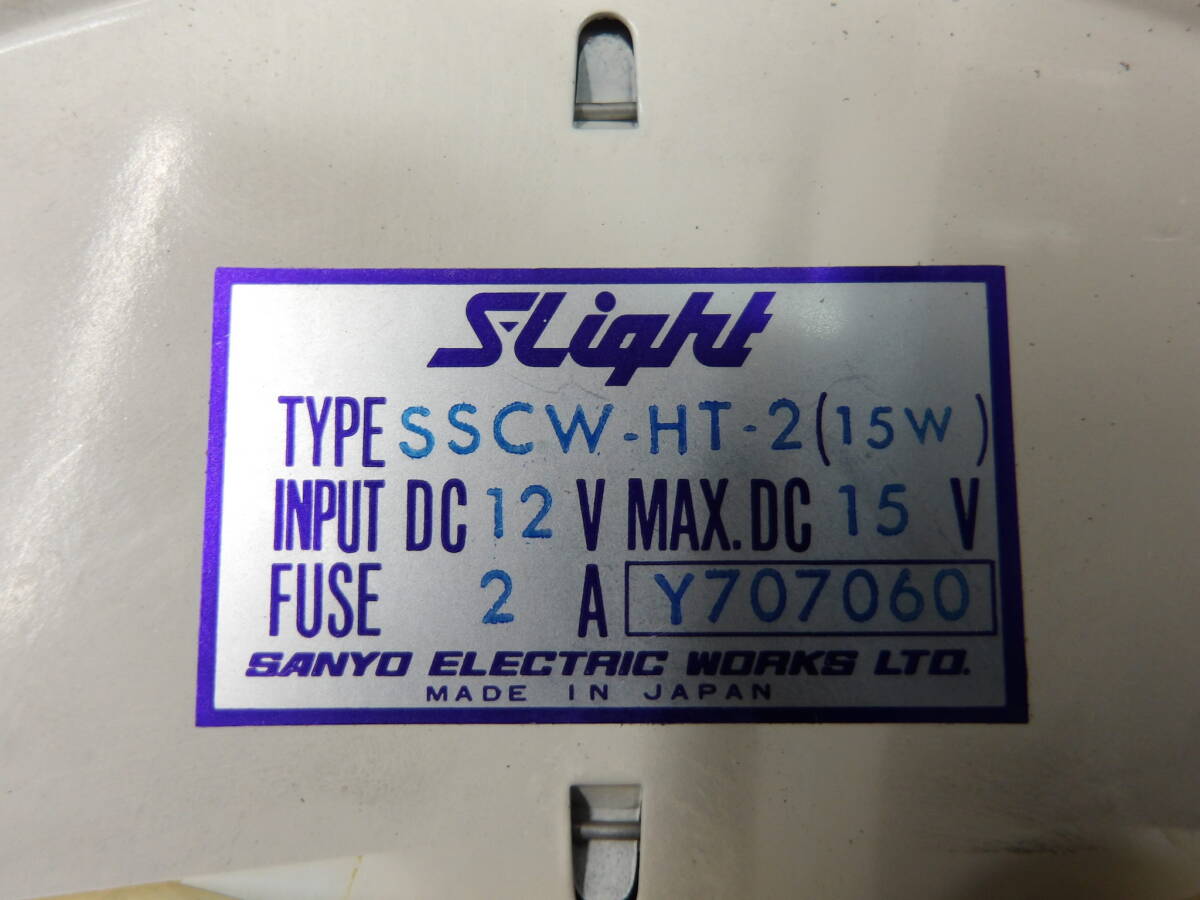 S-Light
TYPE SSCW-HT-2 (15W)
INPUT DC 12 V MAX. DC 15 V
FUSE 2 A Y707060
SANYO ELECTRIC WORKS LTD.
MADE IN JAPAN